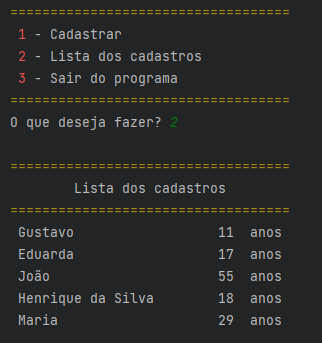 ===================================
1 - Cadastrar
2 - Lista dos cadastros
3 - Sair do programa
===================================
O que deseja fazer? 2
===================================
Lista dos cadastros
===================================
Gustavo 11 anos
Eduarda 17 anos
João 55 anos
Henrique da Silva 18 anos
Maria 29 anos